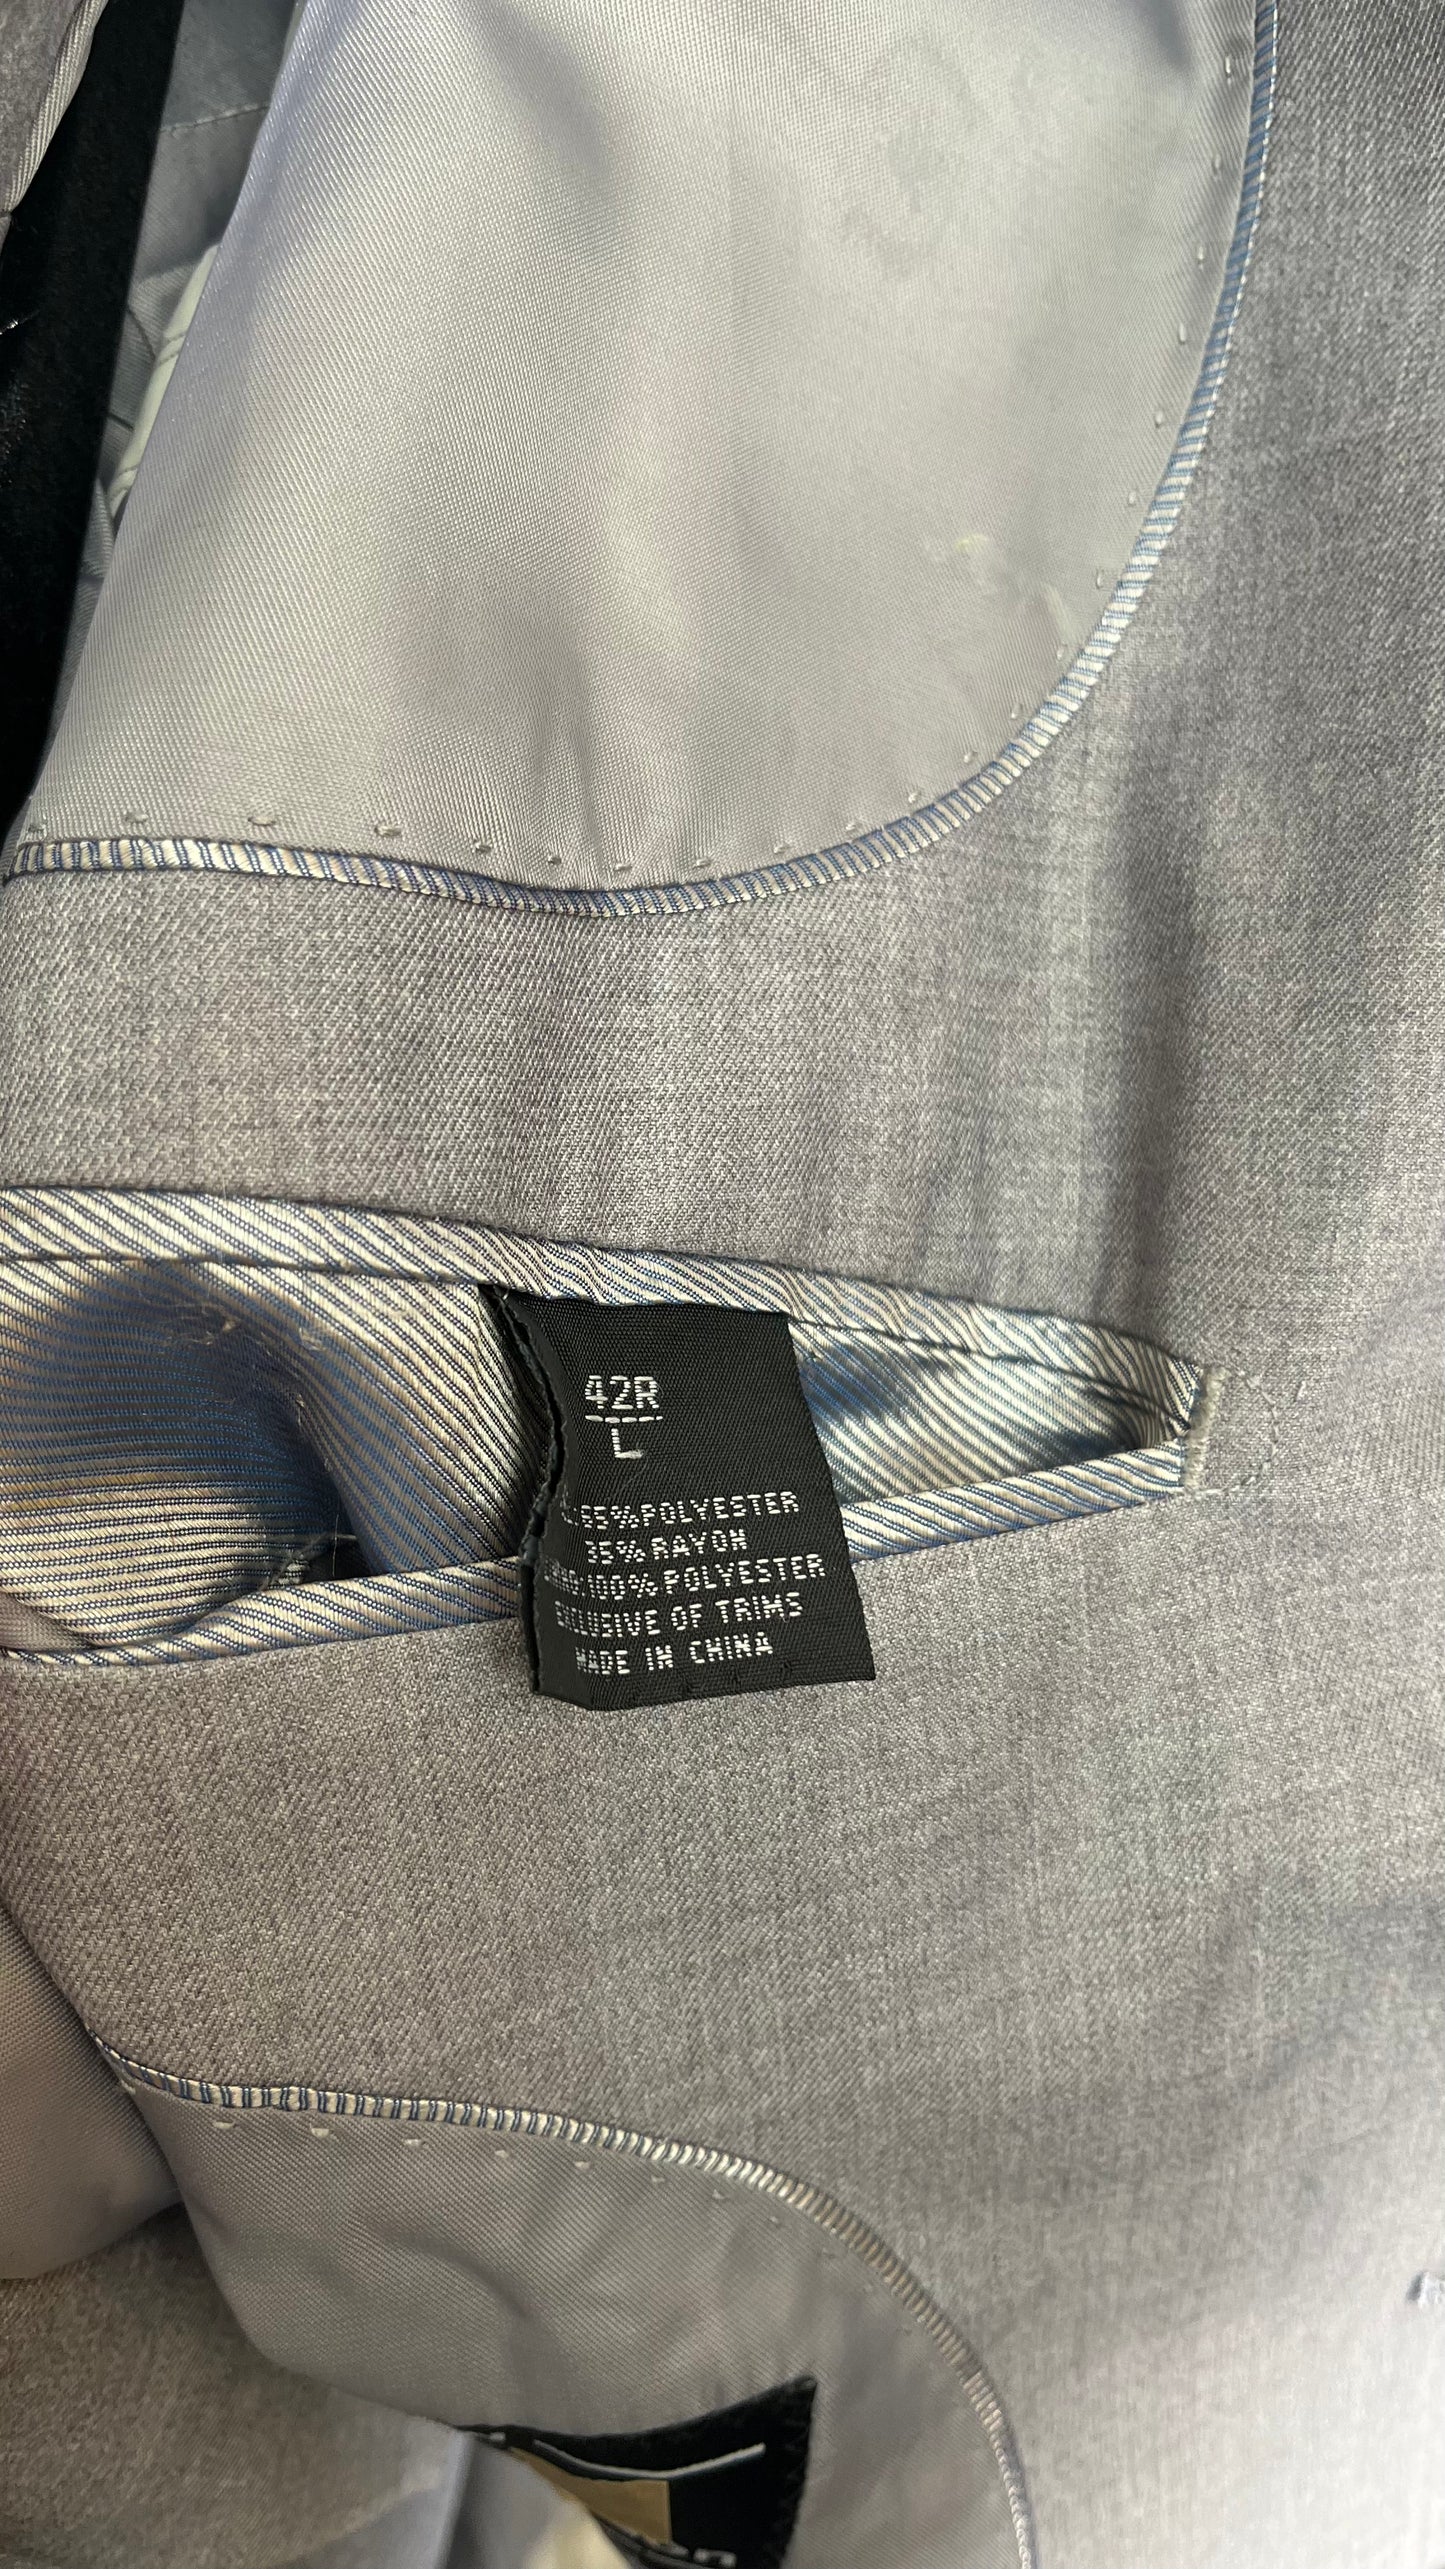 42R
L
65% POLYESTER
35% RAYON
100% POLYESTER
EXCLUSIVE OF TRIMS
MADE IN CHINA